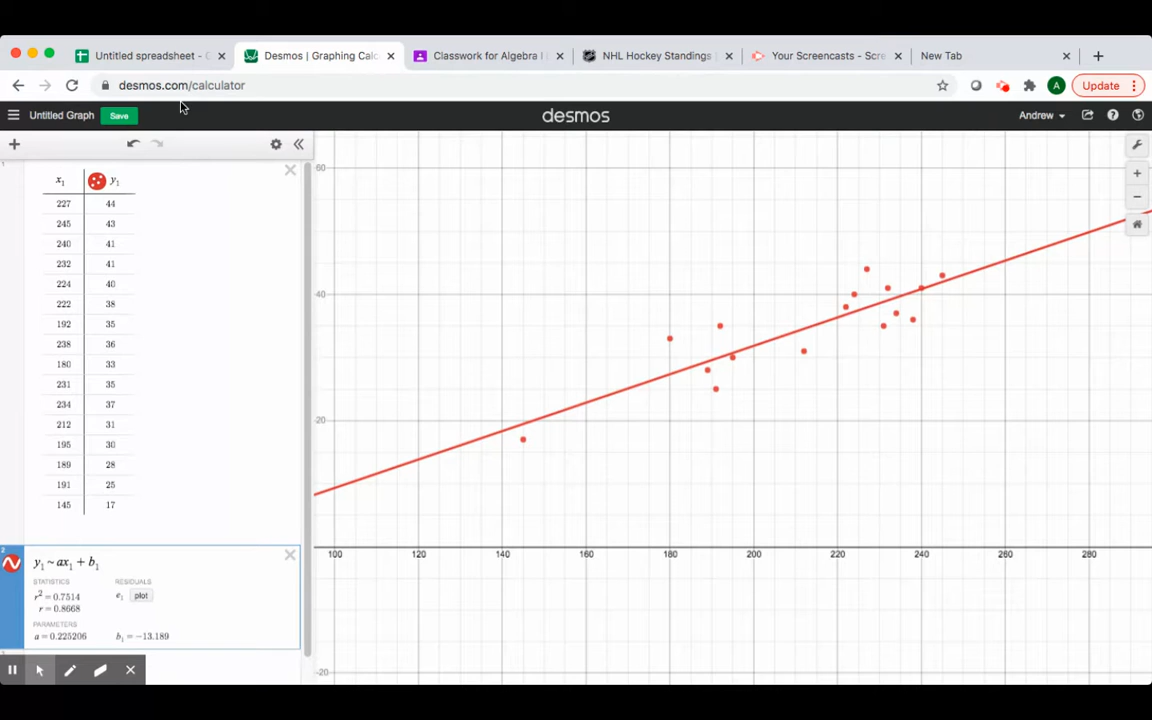 Untitled spreadsheet - G
Desmos | Graphing Calc
Classwork for Algebra I
NHL Hockey Standings |
Your Screencasts - Scre
New Tab
desmos.com/calculator
A
Update
Untitled Graph
Save
desmos
Andrew
1
x₁ y₁
227 44
245 43
240 41
232 41
224 40
222 38
192 35
238 36
180 33
231 35
234 37
212 31
195 30
189 28
191 25
145 17
2
y₁ ~ ax₁ + b₁
STATISTICS RESIDUALS
r² = 0.7514 e₁ plot
r = 0.8668
PARAMETERS
a = 0.225206 b₁ = −13.189
60
40
20
100 120 140 160 180 200 220 240 260 280
-20